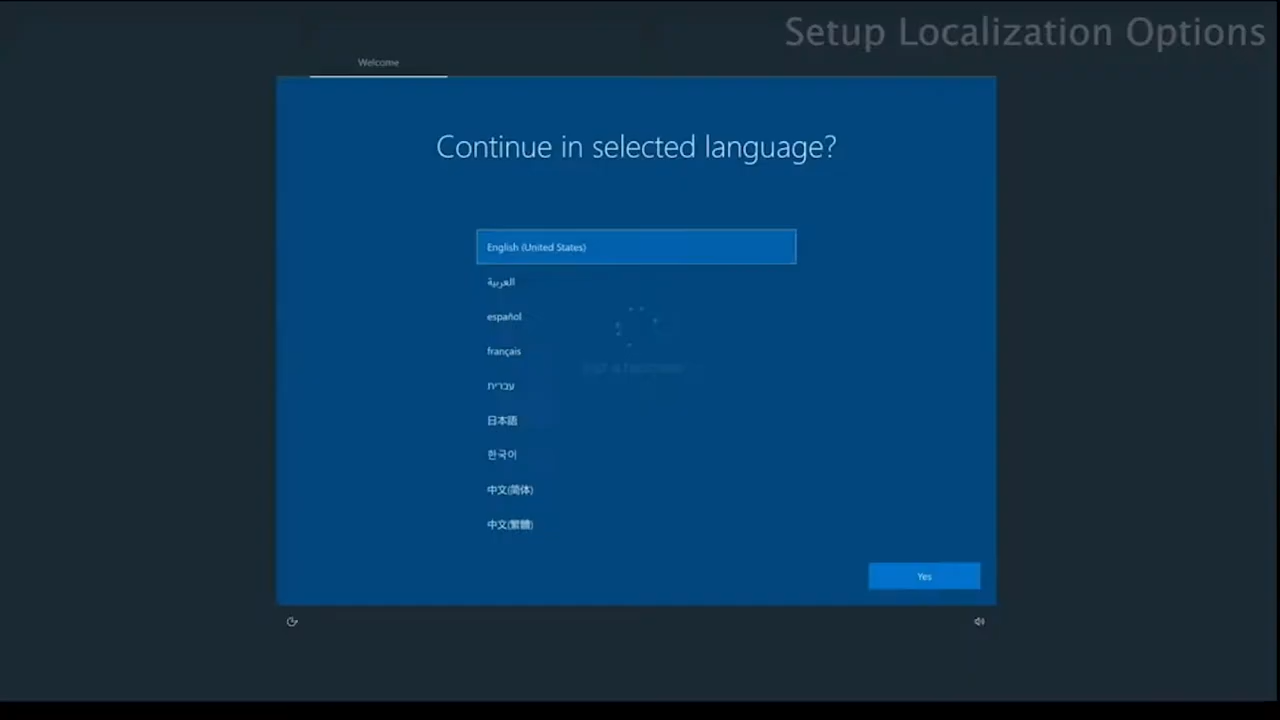 Setup Localization Options
Welcome
Continue in selected language?
English (United States)
العربية
español
français
עברית
日本語
한국어
中文(简体)
中文(繁體)
Yes